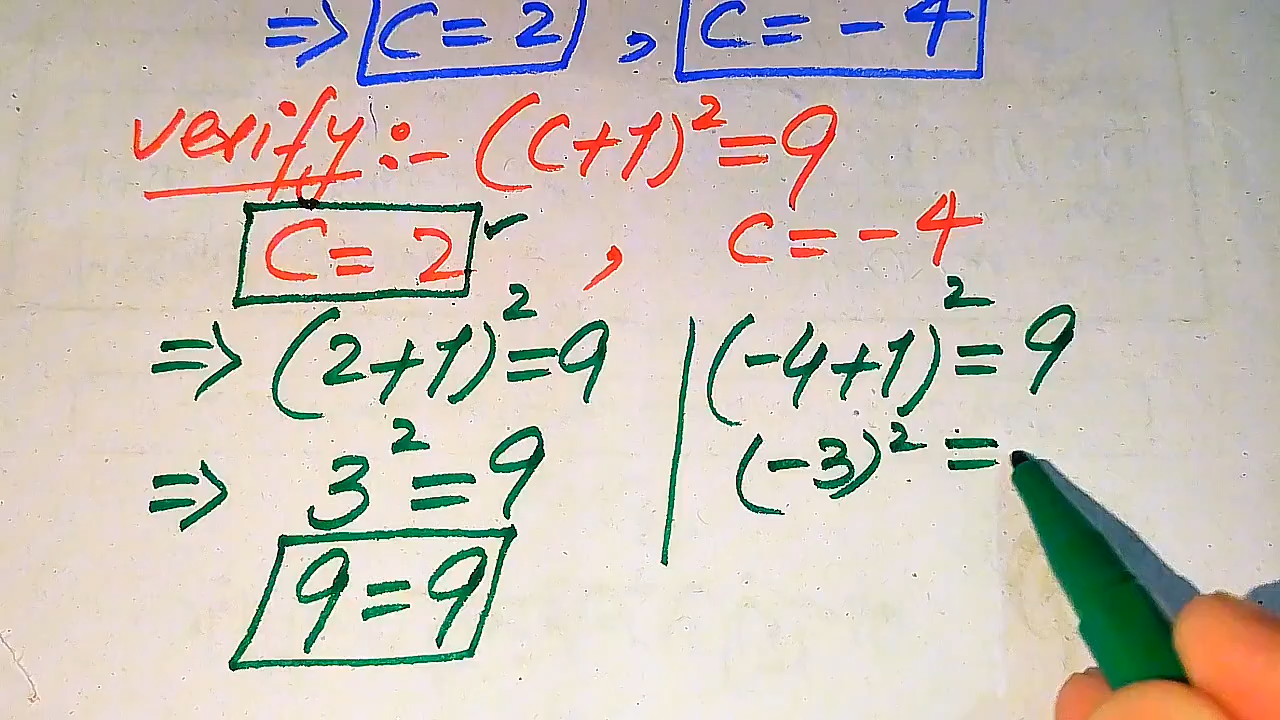 => C = 2 , C = -4
verify :- (C+1)² = 9
C = 2 ✓ , C = -4
=> (2+1)² = 9 | (-4+1)² = 9
=> 3² = 9 (-3)² =
9 = 9